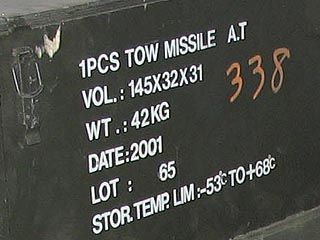 1PCS TOW MISSILE A.T
VOL.: 145X32X31
338
WT.: 42KG
DATE:2001
LOT : 65
STOR.TEMP.LIM:-53°C TO+68°C